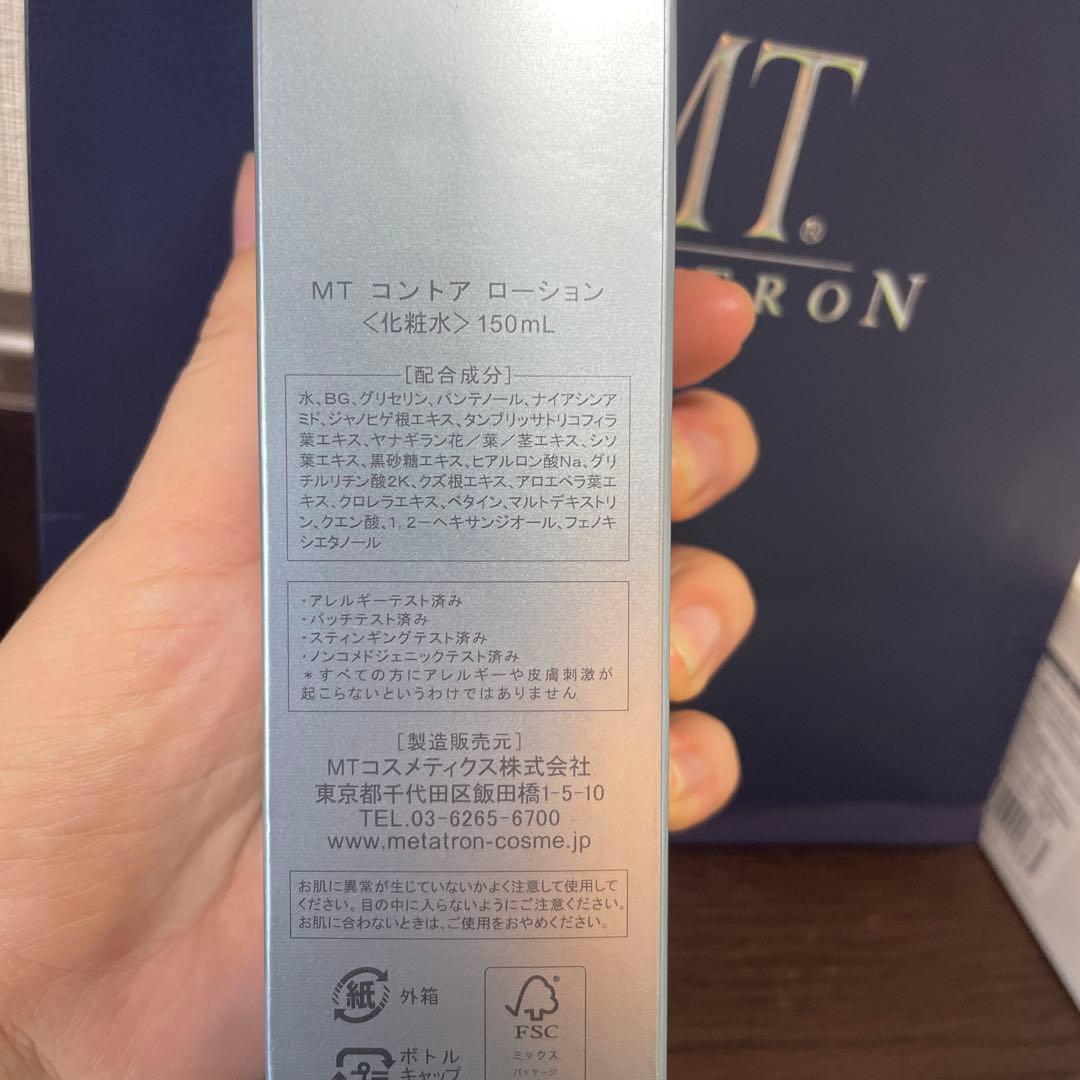 MT®
TRON
MT コントア ローション
<化粧水> 150mL
[配合成分]
水、BG、グリセリン、パンテノール、ナイアシンア
ミド、ジャノヒゲ根エキス、タンブリッサトリコフィラ
葉エキス、ヤナギラン花／葉／茎エキス、シソ
葉エキス、黒砂糖エキス、ヒアルロン酸Na、グリ
チルリチン酸2K、クズ根エキス、アロエベラ葉エ
キス、クロレラエキス、ベタイン、マルトデキストリ
ン、クエン酸、1,2－ヘキサンジオール、フェノキ
シエタノール
・アレルギーテスト済み
・パッチテスト済み
・スティンギングテスト済み
・ノンコメドジェニックテスト済み
＊すべての方にアレルギーや皮膚刺激が
起こらないというわけではありません
[製造販売元]
MTコスメティクス株式会社
東京都千代田区飯田橋1-5-10
TEL.03-6265-6700
www.metatron-cosme.jp
お肌に異常が生じていないかよく注意して使用して
ください。目の中に入らないようにご注意ください。
お肌に合わないときは、ご使用をおやめください。
紙 外箱
FSC
ミックス
パッケージ
ボトル
キャップ